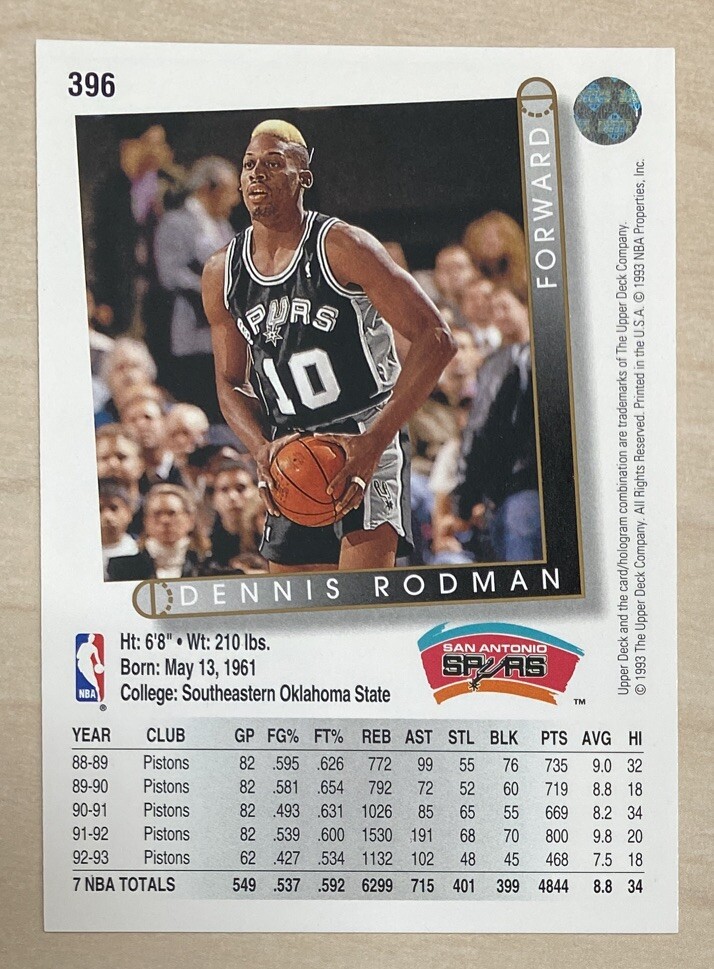 396
FORWARD
SPURS
10
DENNIS RODMAN
Ht: 6'8" • Wt: 210 lbs.
Born: May 13, 1961
College: Southeastern Oklahoma State
NBA
®
SAN ANTONIO
SPURS
™
YEAR CLUB GP FG% FT% REB AST STL BLK PTS AVG HI
88-89 Pistons 82 .595 .626 772 99 55 76 735 9.0 32
89-90 Pistons 82 .581 .654 792 72 52 60 719 8.8 18
90-91 Pistons 82 .493 .631 1026 85 65 55 669 8.2 34
91-92 Pistons 82 .539 .600 1530 191 68 70 800 9.8 20
92-93 Pistons 62 .427 .534 1132 102 48 45 468 7.5 18
7 NBA TOTALS 549 .537 .592 6299 715 401 399 4844 8.8 34
Upper Deck and the card/hologram combination are trademarks of The Upper Deck Company.
© 1993 The Upper Deck Company. All Rights Reserved. Printed in the U.S.A. © 1993 NBA Properties, Inc.